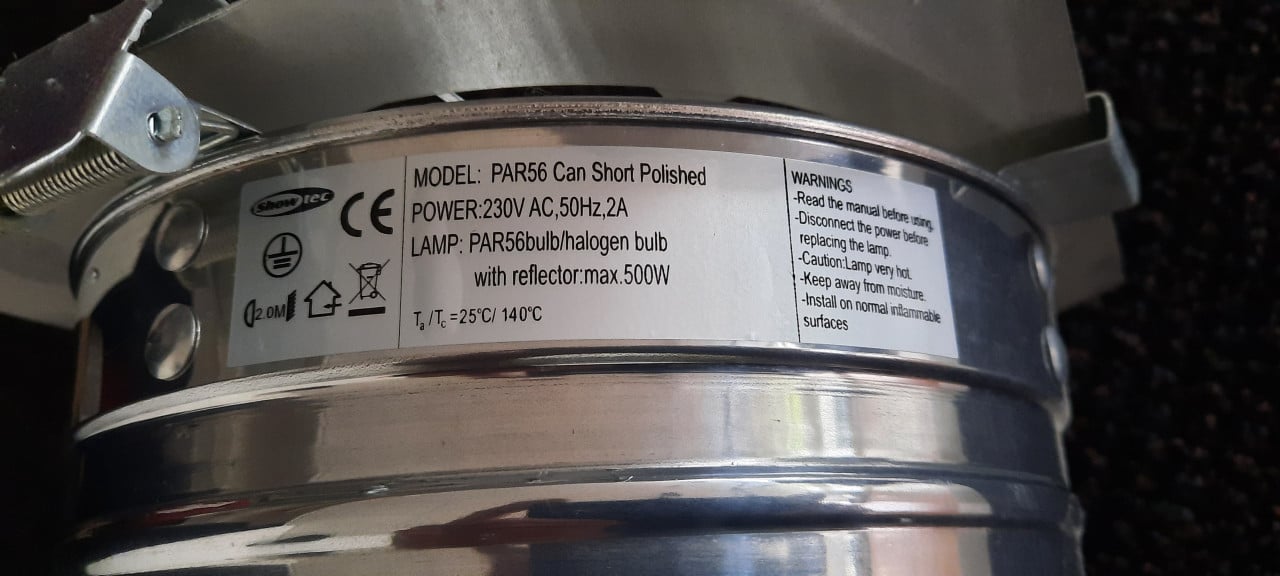 Showtec
CE
2.0M
MODEL: PAR56 Can Short Polished
POWER:230V AC,50Hz,2A
LAMP: PAR56bulb/halogen bulb
with reflector:max.500W
Ta/Tc=25°C/140°C
WARNINGS
-Read the manual before using.
-Disconnect the power before
replacing the lamp.
-Caution:Lamp very hot.
-Keep away from moisture.
-Install on normal inflammable
surfaces